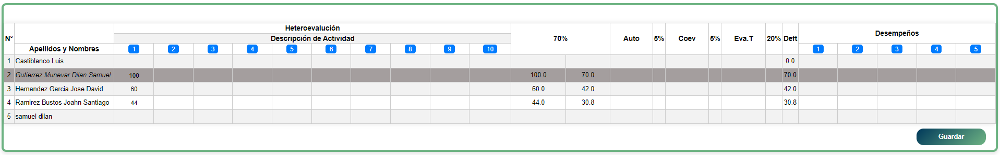 Heteroevalución
Descripción de Actividad
N° Apellidos y Nombres 1 2 3 4 5 6 7 8 9 10 70% Auto 5% Coev 5% Eva.T 20% Deft Desempeños 1 2 3 4 5
1 Castiblanco Luis 0.0
2 Gutierrez Munevar Dilan Samuel 100 100.0 70.0 70.0
3 Hernandez Garcia Jose David 60 60.0 42.0 42.0
4 Ramirez Bustos Joahn Santiago 44 44.0 30.8 30.8
5 samuel dilan
Guardar